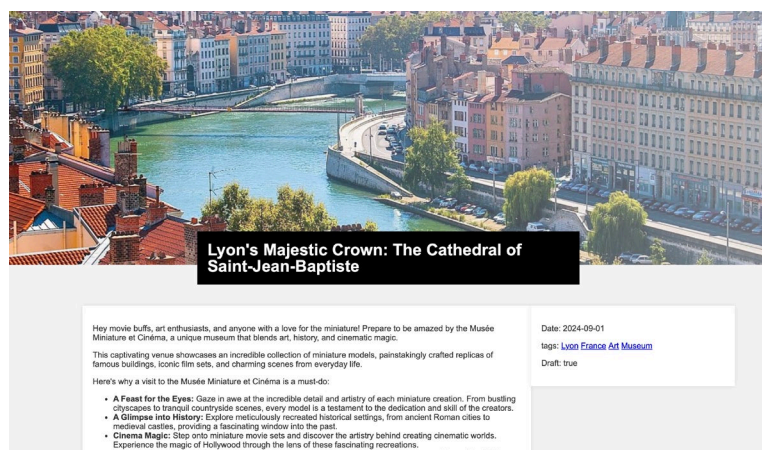 Lyon's Majestic Crown: The Cathedral of
Saint-Jean-Baptiste
Hey movie buffs, art enthusiasts, and anyone with a love for the miniature! Prepare to be amazed by the Musée
Miniature et Cinéma, a unique museum that blends art, history, and cinematic magic.
This captivating venue showcases an incredible collection of miniature models, painstakingly crafted replicas of
famous buildings, iconic film sets, and charming scenes from everyday life.
Here's why a visit to the Musée Miniature et Cinéma is a must-do:
• A Feast for the Eyes: Gaze in awe at the incredible detail and artistry of each miniature creation. From bustling
cityscapes to tranquil countryside scenes, every model is a testament to the dedication and skill of the creators.
• A Glimpse into History: Explore meticulously recreated historical settings, from ancient Roman cities to
medieval castles, providing a fascinating window into the past.
• Cinema Magic: Step onto miniature movie sets and discover the artistry behind creating cinematic worlds.
Experience the magic of Hollywood through the lens of these fascinating recreations.
Date: 2024-09-01
tags: Lyon France Art Museum
Draft: true